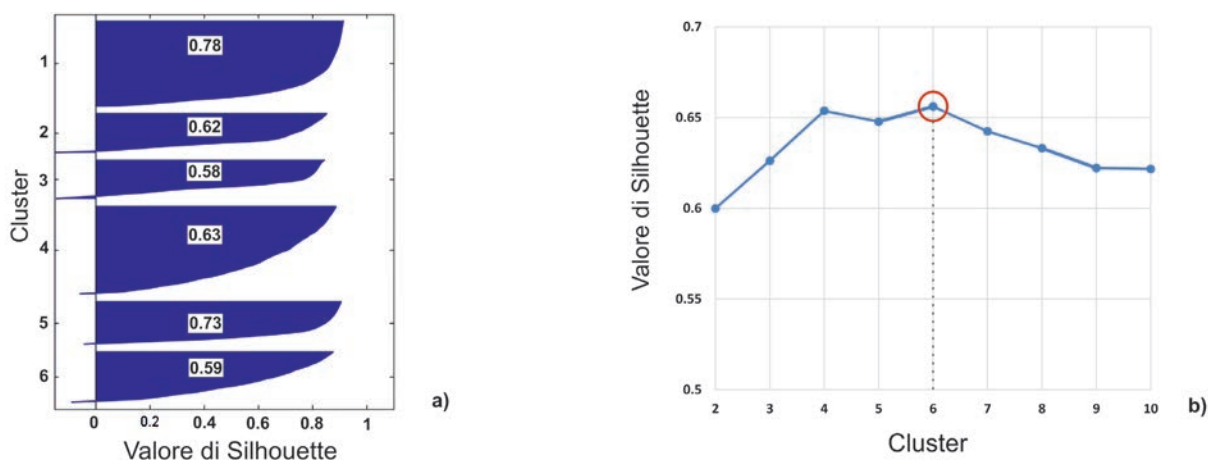 Cluster
1
2
3
4
5
6
0.78
0.62
0.58
0.63
0.73
0.59
0 0.2 0.4 0.6 0.8 1
Valore di Silhouette
a)
Valore di Silhouette
0.7
0.65
0.6
0.55
0.5
2 3 4 5 6 7 8 9 10
Cluster
b)